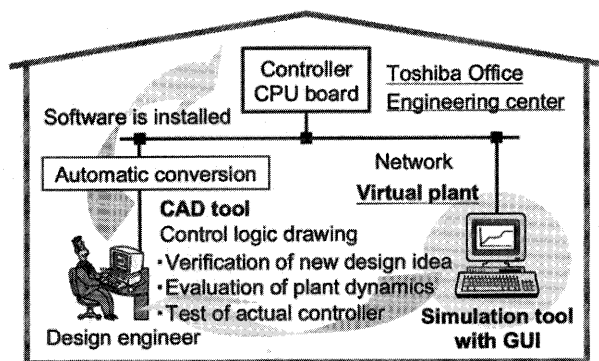 Controller
CPU board
Toshiba Office
Engineering center
Software is installed
Automatic conversion
Network
Virtual plant
CAD tool
Control logic drawing
・Verification of new design idea
・Evaluation of plant dynamics
・Test of actual controller
Design engineer
Simulation tool
with GUI